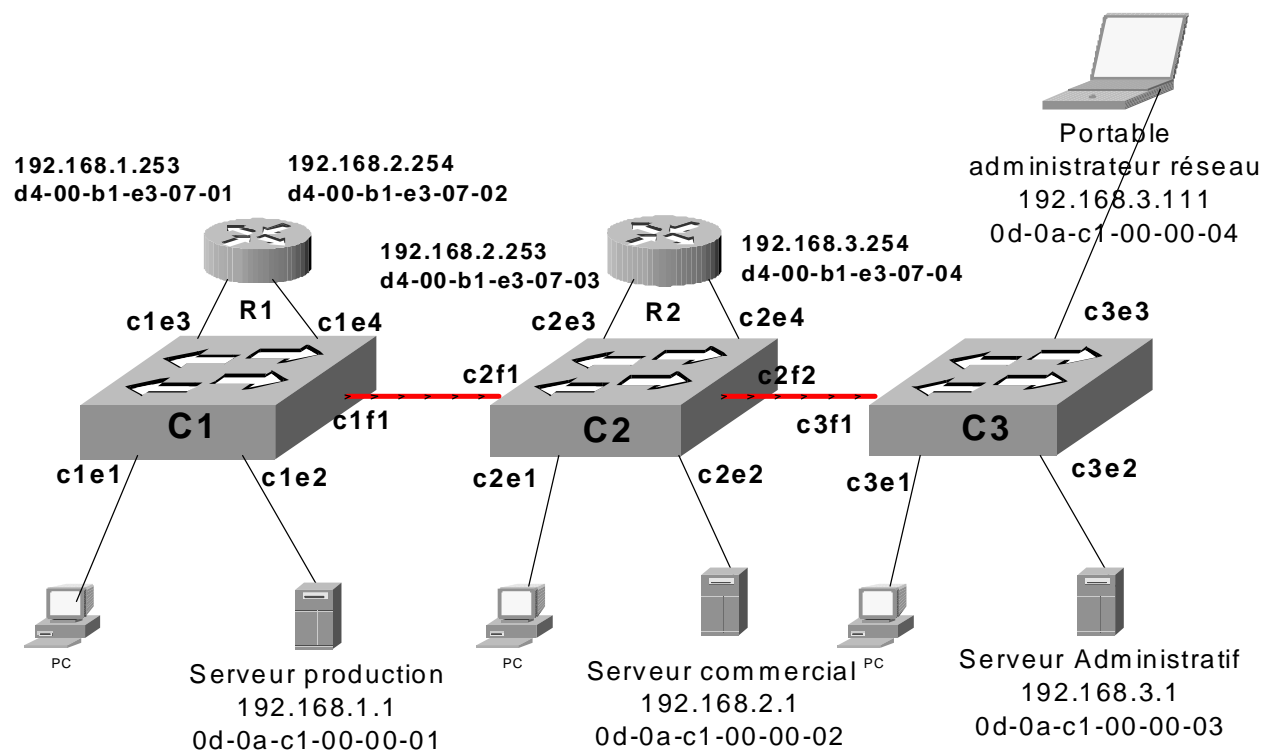 Portable
administrateur réseau
192.168.3.111
0d-0a-c1-00-00-04
192.168.1.253
d4-00-b1-e3-07-01
192.168.2.254
d4-00-b1-e3-07-02
192.168.2.253
d4-00-b1-e3-07-03
192.168.3.254
d4-00-b1-e3-07-04
R1
R2
c1e3
c1e4
c2e3
c2e4
c3e3
c2f1
c2f2
c1f1
c3f1
C1
C2
C3
c1e1
c1e2
c2e1
c2e2
c3e1
c3e2
PC
PC
PC
Serveur production
192.168.1.1
0d-0a-c1-00-00-01
Serveur commercial
192.168.2.1
0d-0a-c1-00-00-02
Serveur Administratif
192.168.3.1
0d-0a-c1-00-00-03